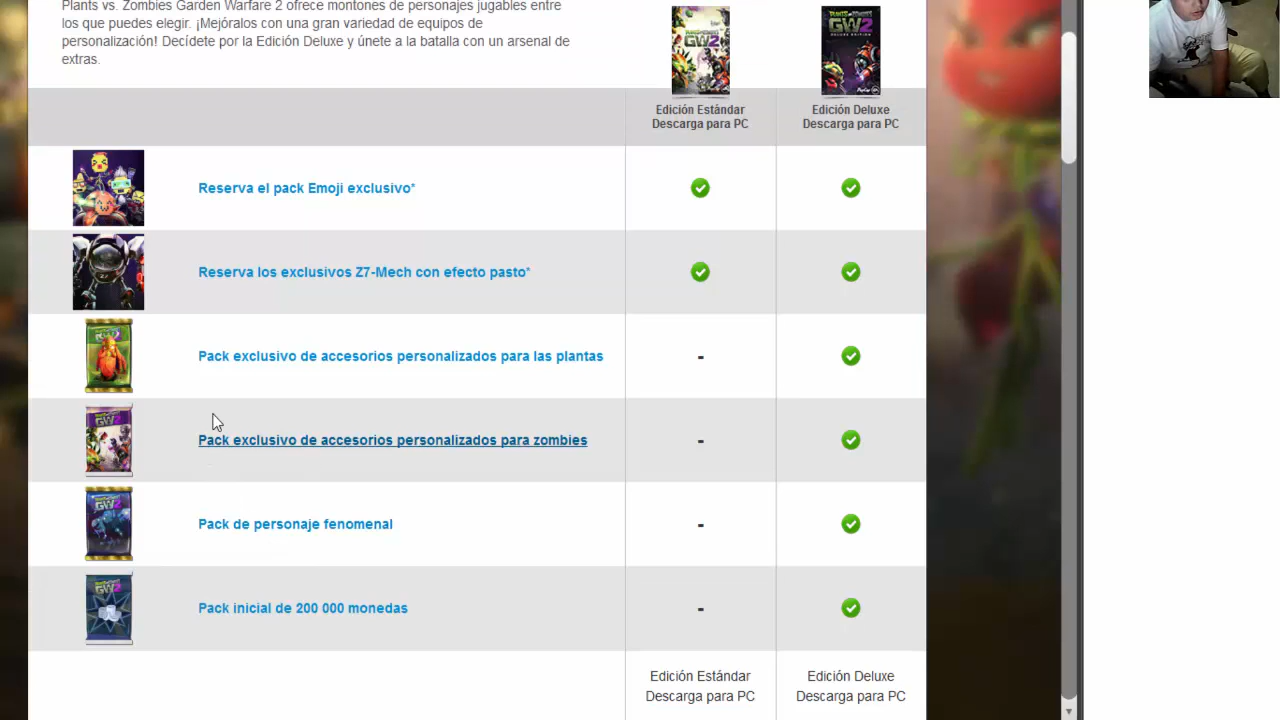 Plants vs. Zombies Garden Warfare 2 ofrece montones de personajes jugables entre
los que puedes elegir. ¡Mejóralos con una gran variedad de equipos de
personalización! Decídete por la Edición Deluxe y únete a la batalla con un arsenal de
extras.
GW2
GW2
Edición Estándar
Descarga para PC
Edición Deluxe
Descarga para PC
Reserva el pack Emoji exclusivo*
Reserva los exclusivos Z7-Mech con efecto pasto*
Pack exclusivo de accesorios personalizados para las plantas
-
GW2
Pack exclusivo de accesorios personalizados para zombies
-
GW2
Pack de personaje fenomenal
-
GW2
Pack inicial de 200 000 monedas
-
Edición Estándar
Descarga para PC
Edición Deluxe
Descarga para PC